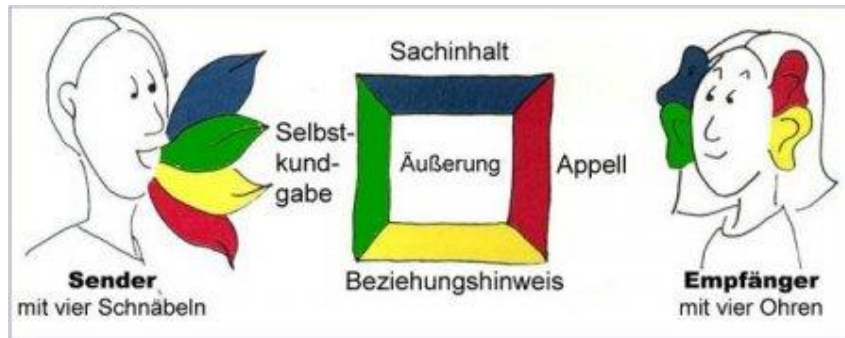 Sachinhalt
Selbst-
kund-
gabe
Äußerung
Appell
Beziehungshinweis
Sender
mit vier Schnäbeln
Empfänger
mit vier Ohren